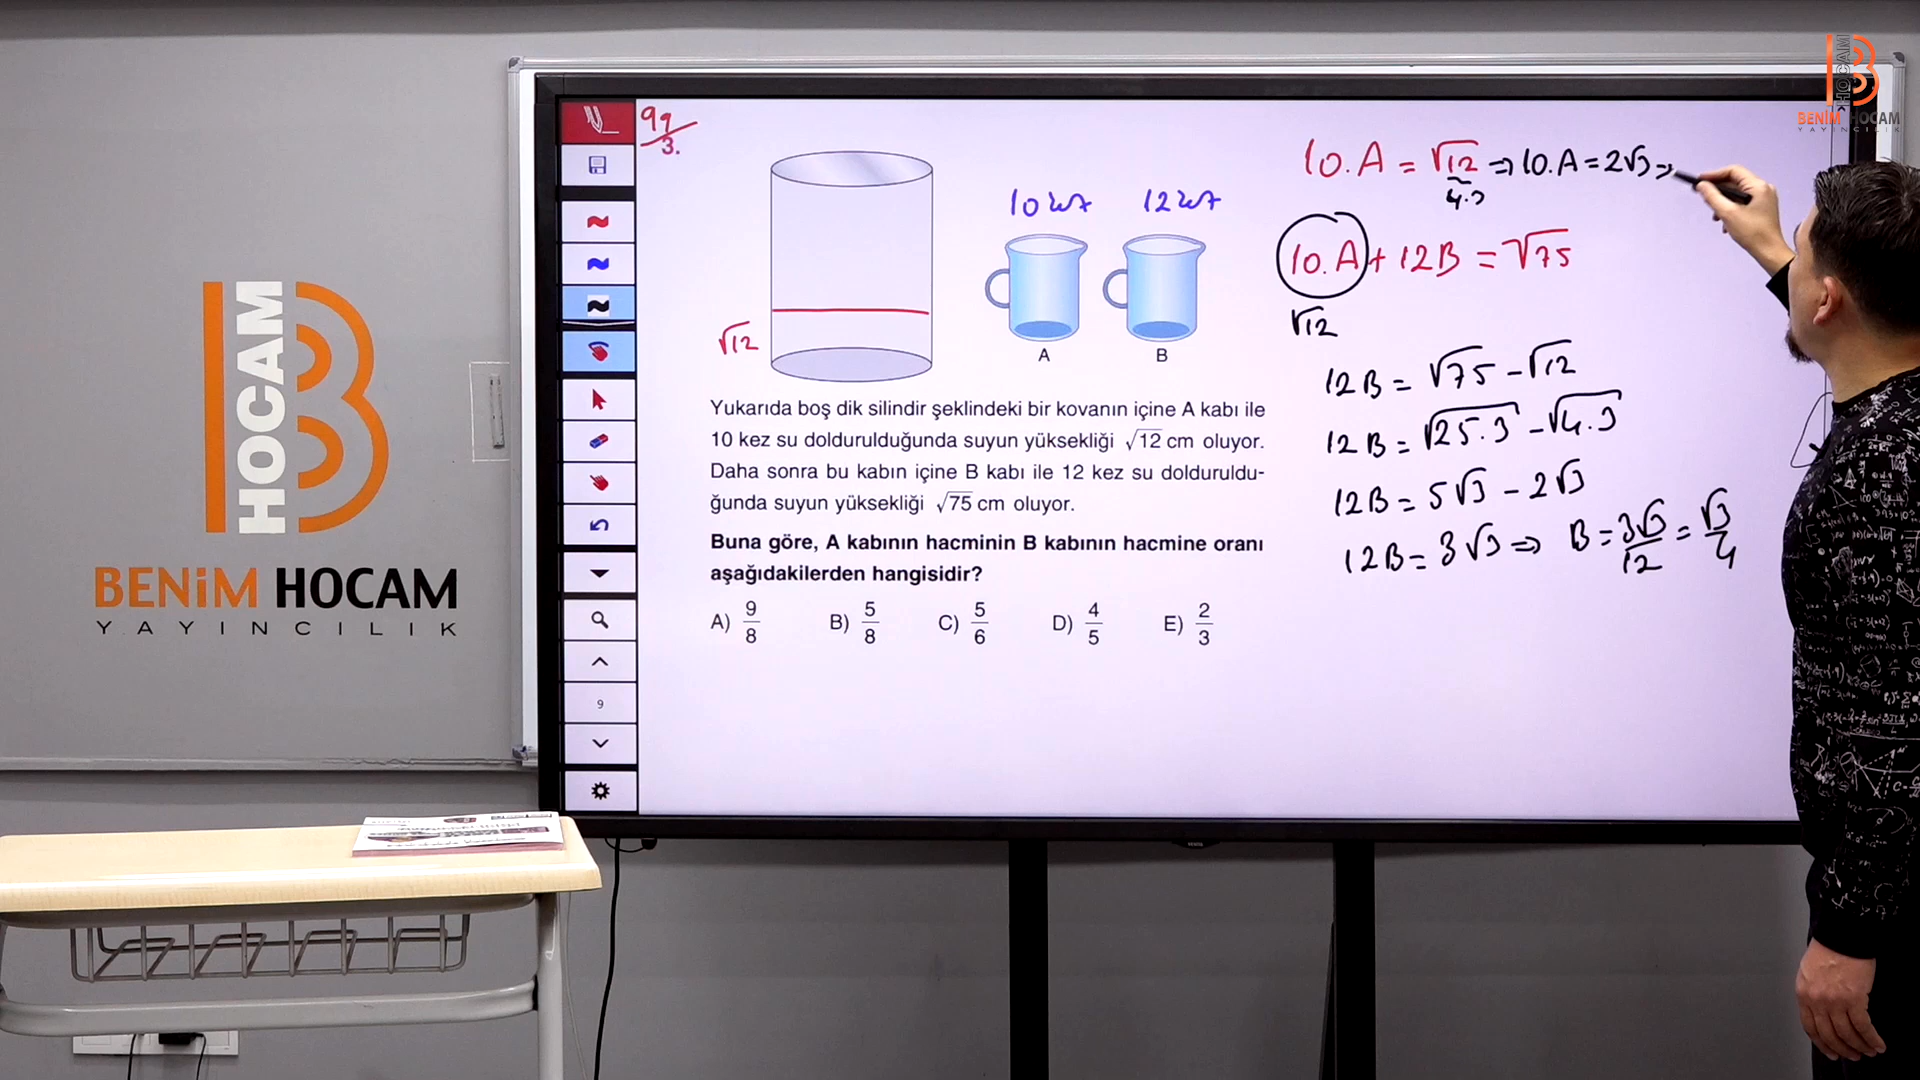 HOCAM
BENİM HOCAM
YAYINCILIK
HOCAM
BENİM HOCAM
YAYINCILIK
99
3.
10 kez 12 kez
A B
√12
Yukarıda boş dik silindir şeklindeki bir kovanın içine A kabı ile
10 kez su doldurulduğunda suyun yüksekliği √12 cm oluyor.
Daha sonra bu kabın içine B kabı ile 12 kez su dolduruldu-
ğunda suyun yüksekliği √75 cm oluyor.
Buna göre, A kabının hacminin B kabının hacmine oranı
aşağıdakilerden hangisidir?
A) 9/8 B) 5/8 C) 5/6 D) 4/5 E) 2/3
9
10.A = √12 ⇒ 10.A = 2√3 ⇒
4.3
10.A + 12B = √75
√12
12B = √75 - √12
12B = √25.3 - √4.3
12B = 5√3 - 2√3
12B = 3√3 ⇒ B = 3√3/12 = √3/4